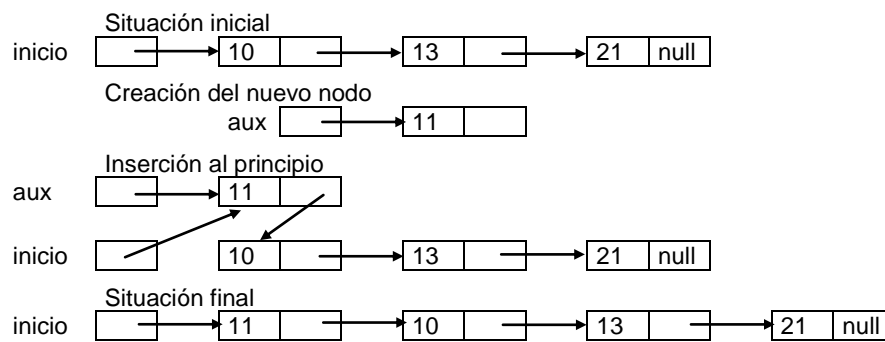 Situación inicial
inicio 10 13 21 null
Creación del nuevo nodo
aux 11
Inserción al principio
aux 11
inicio 10 13 21 null
Situación final
inicio 11 10 13 21 null